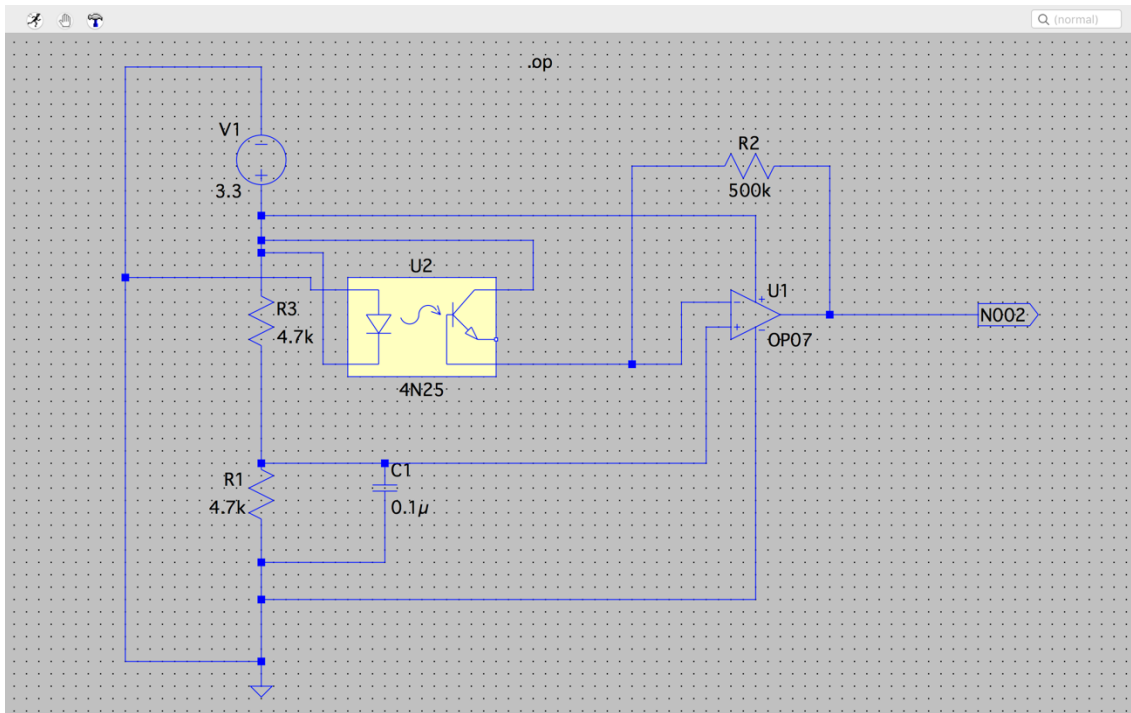 (normal)
.op
V1
3.3
R2
500k
U2
R3
4.7k
U1
OP07
N002
4N25
R1
4.7k
C1
0.1µ